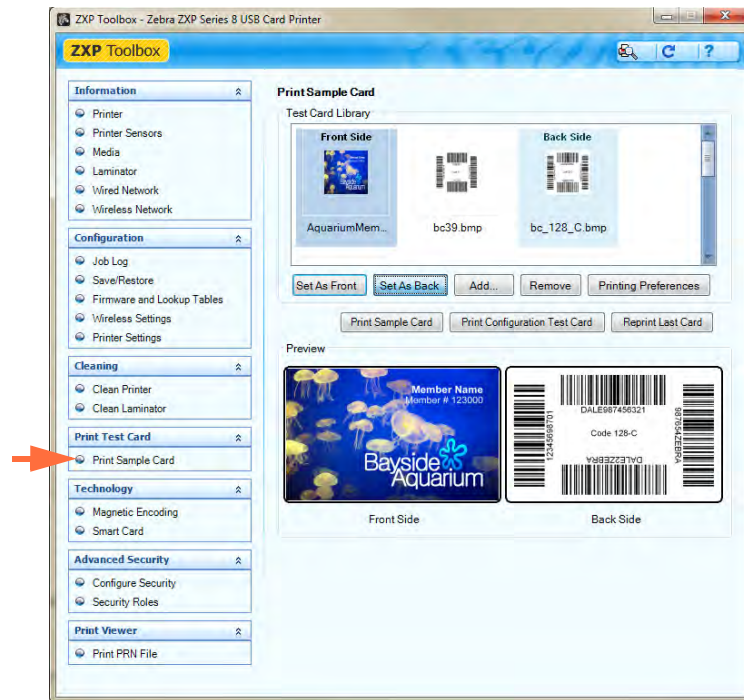 ZXP Toolbox - Zebra ZXP Series 8 USB Card Printer
ZXP Toolbox
Information
Printer
Printer Sensors
Media
Laminator
Wired Network
Wireless Network
Configuration
Job Log
Save/Restore
Firmware and Lookup Tables
Wireless Settings
Printer Settings
Cleaning
Clean Printer
Clean Laminator
Print Test Card
Print Sample Card
Technology
Magnetic Encoding
Smart Card
Advanced Security
Configure Security
Security Roles
Print Viewer
Print PRN File
Print Sample Card
Test Card Library
Front Side
Back Side
AquariumMem... bc39.bmp bc_128_C.bmp
Set As Front Set As Back Add... Remove Printing Preferences
Print Sample Card Print Configuration Test Card Reprint Last Card
Preview
Member Name
Member # 123000
Bayside
Aquarium
Front Side
DALE987456321
12345698701
Code 128-C
987654ZEBRA
DALEZZEBRA
Back Side